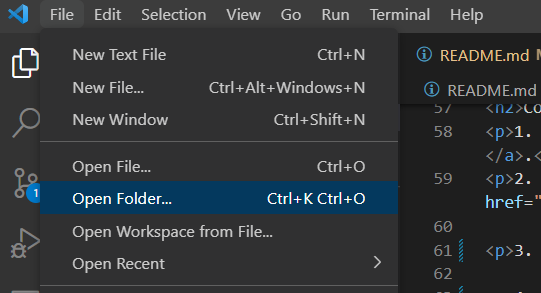 File Edit Selection View Go Run Terminal Help
New Text File Ctrl+N
New File... Ctrl+Alt+Windows+N
New Window Ctrl+Shift+N
Open File... Ctrl+O
Open Folder... Ctrl+K Ctrl+O
Open Workspace from File...
Open Recent
1
README.md M
README.md
57 <h2>Co
58 <p>1.
</a>.<
59 <p>2.
href="
60
61 <p>3.
62